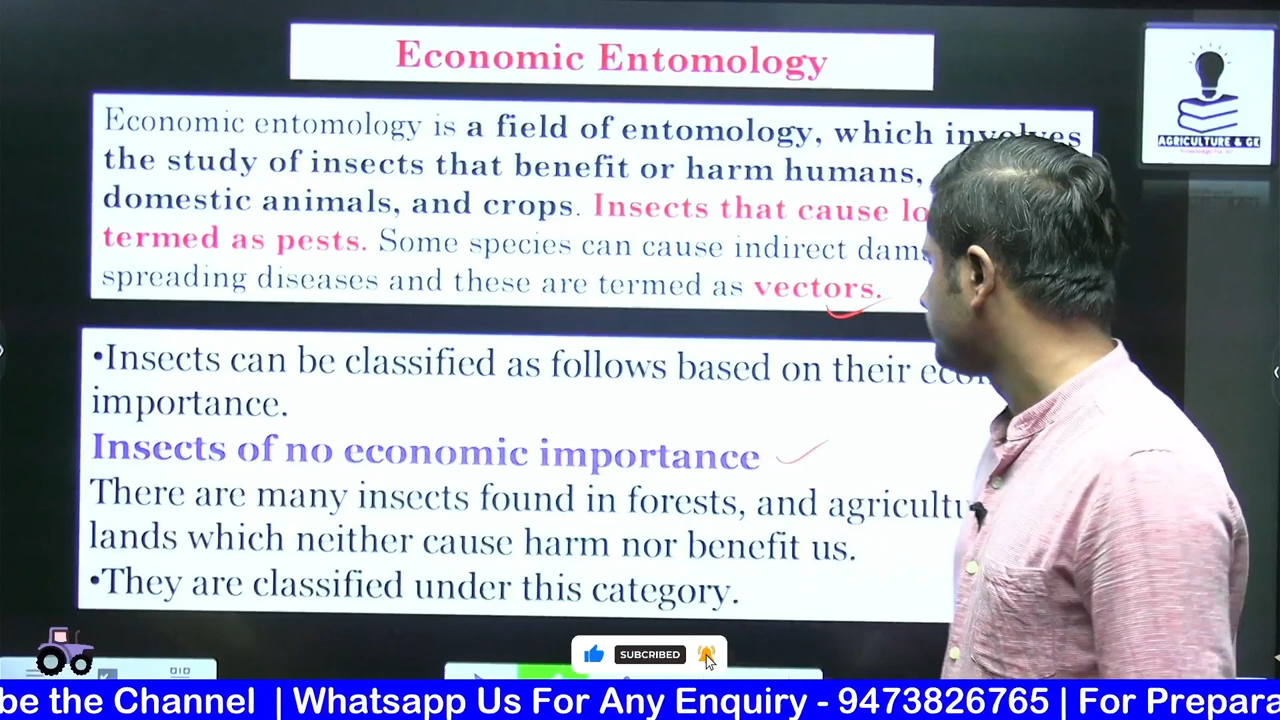 Economic Entomology
AGRICULTURE & GK
Economic entomology is a field of entomology, which involves
the study of insects that benefit or harm humans,
domestic animals, and crops. Insects that cause lo
termed as pests. Some species can cause indirect dam
spreading diseases and these are termed as vectors.
•Insects can be classified as follows based on their econ
importance.
Insects of no economic importance
There are many insects found in forests, and agricultu
lands which neither cause harm nor benefit us.
•They are classified under this category.
SUBCRIBED
be the Channel | Whatsapp Us For Any Enquiry - 9473826765 | For Prepara